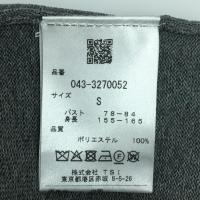 品番
043-3270052
サイズ
S
バスト 78-84
身長 155-165
品質
ポリエステル 100%
株式会社 TSI
東京都港区赤坂 8-5-26